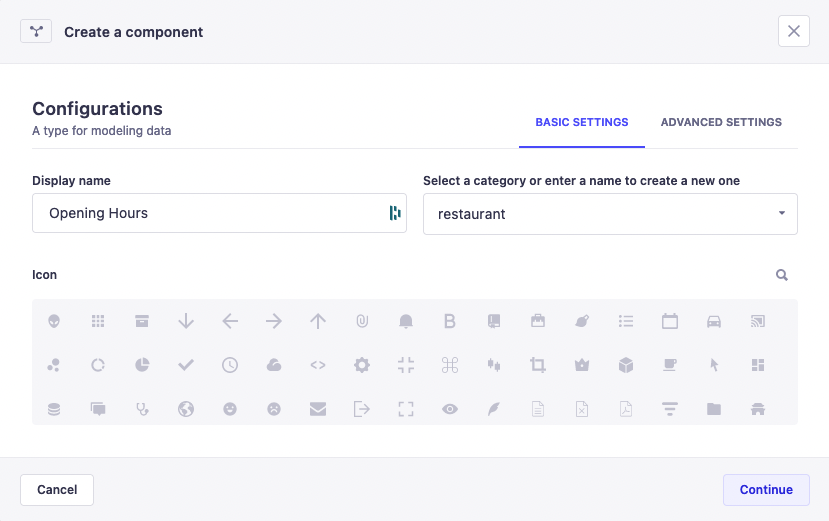 Create a component
Configurations
A type for modeling data
BASIC SETTINGS
ADVANCED SETTINGS
Display name
Select a category or enter a name to create a new one
Opening Hours
restaurant
Icon
Cancel
Continue